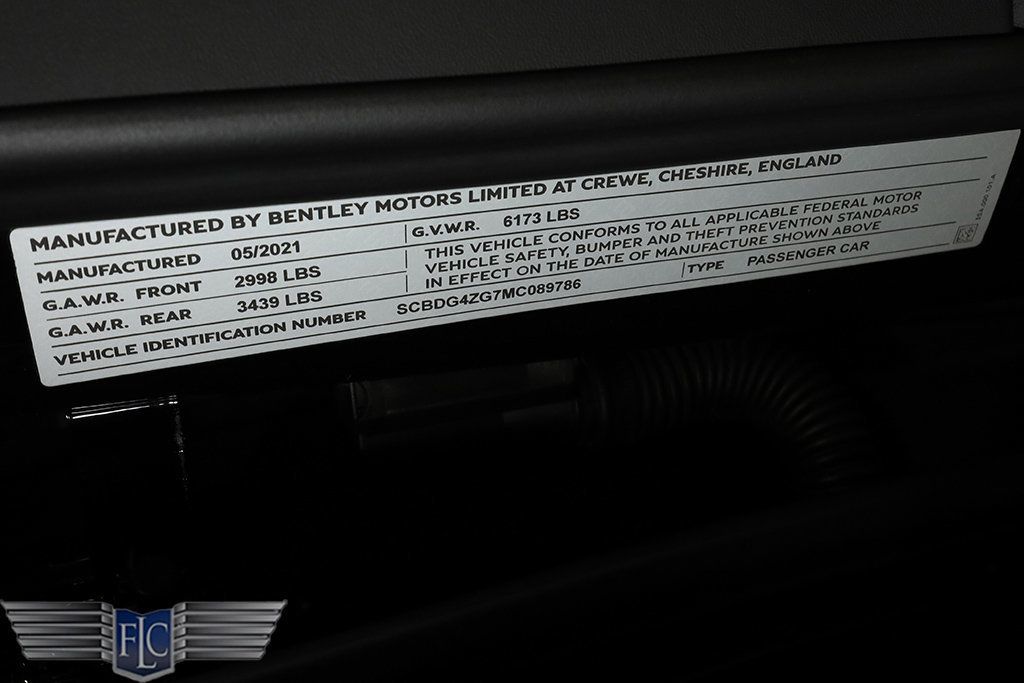 MANUFACTURED BY BENTLEY MOTORS LIMITED AT CREWE, CHESHIRE, ENGLAND
MANUFACTURED 05/2021
G.V.W.R. 6173 LBS
G.A.W.R. FRONT 2998 LBS
G.A.W.R. REAR 3439 LBS
THIS VEHICLE CONFORMS TO ALL APPLICABLE FEDERAL MOTOR
VEHICLE SAFETY, BUMPER AND THEFT PREVENTION STANDARDS
IN EFFECT ON THE DATE OF MANUFACTURE SHOWN ABOVE
VEHICLE IDENTIFICATION NUMBER SCBDG4ZG7MC089786
TYPE PASSENGER CAR
FLC